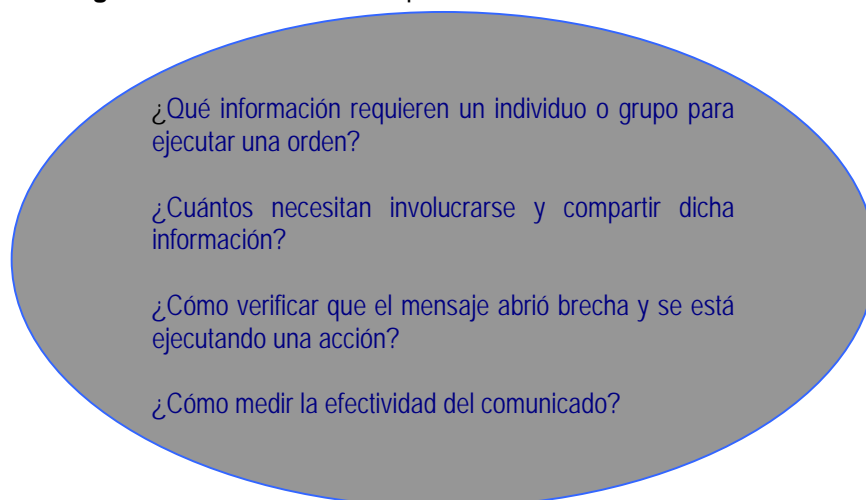 ¿Qué información requieren un individuo o grupo para
ejecutar una orden?
¿Cuántos necesitan involucrarse y compartir dicha
información?
¿Cómo verificar que el mensaje abrió brecha y se está
ejecutando una acción?
¿Cómo medir la efectividad del comunicado?